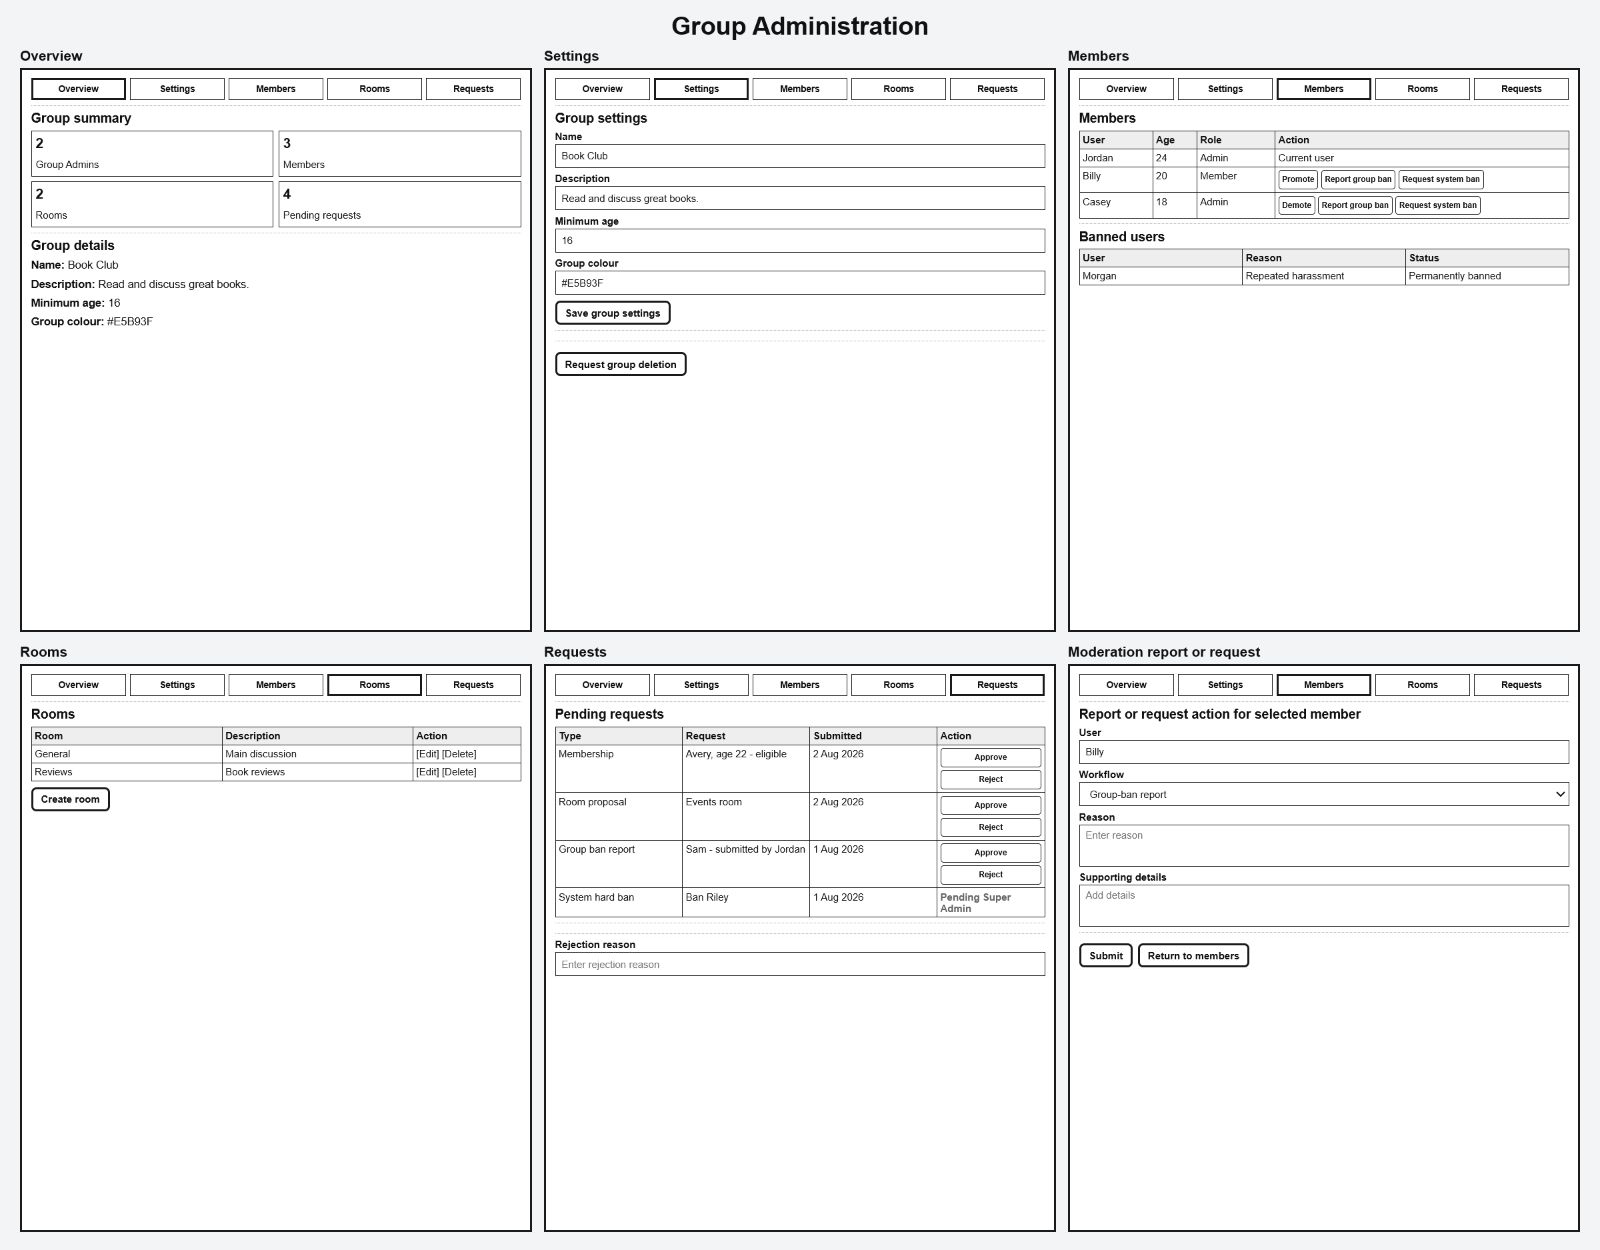 Group Administration
Overview
Overview Settings Members Rooms Requests
Group summary
2 3
Group Admins Members
2 4
Rooms Pending requests
Group details
Name: Book Club
Description: Read and discuss great books.
Minimum age: 16
Group colour: #E5B93F
Settings
Overview Settings Members Rooms Requests
Group settings
Name
Book Club
Description
Read and discuss great books.
Minimum age
16
Group colour
#E5B93F
Save group settings
Request group deletion
Members
Overview Settings Members Rooms Requests
Members
User Age Role Action
Jordan 24 Admin Current user
Billy 20 Member Promote Report group ban Request system ban
Casey 18 Admin Demote Report group ban Request system ban
Banned users
User Reason Status
Morgan Repeated harassment Permanently banned
Rooms
Overview Settings Members Rooms Requests
Rooms
Room Description Action
General Main discussion [Edit] [Delete]
Reviews Book reviews [Edit] [Delete]
Create room
Requests
Overview Settings Members Rooms Requests
Pending requests
Type Request Submitted Action
Membership Avery, age 22 - eligible 2 Aug 2026 Approve
Reject
Room proposal Events room 2 Aug 2026 Approve
Reject
Group ban report Sam - submitted by Jordan 1 Aug 2026 Approve
Reject
System hard ban Ban Riley 1 Aug 2026 Pending Super
Admin
Rejection reason
Enter rejection reason
Moderation report or request
Overview Settings Members Rooms Requests
Report or request action for selected member
User
Billy
Workflow
Group-ban report
Reason
Enter reason
Supporting details
Add details
Submit Return to members